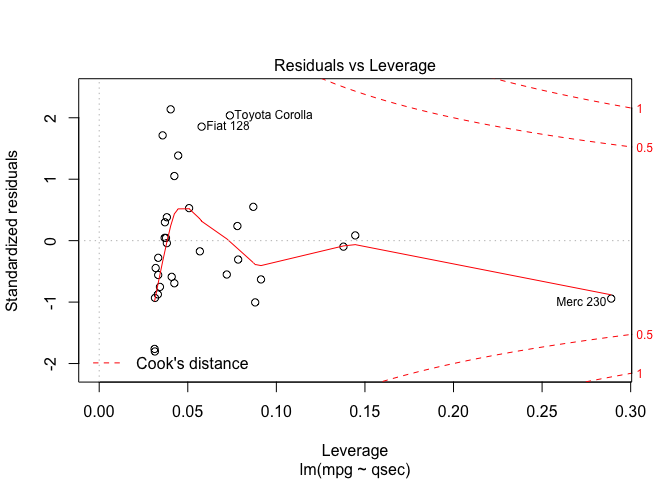 Residuals vs Leverage
Standardized residuals
2
1
0
-1
-2
Toyota Corolla
Fiat 128
Merc 230
1
0.5
0.5
1
Cook's distance
0.00 0.05 0.10 0.15 0.20 0.25 0.30
Leverage
lm(mpg ~ qsec)